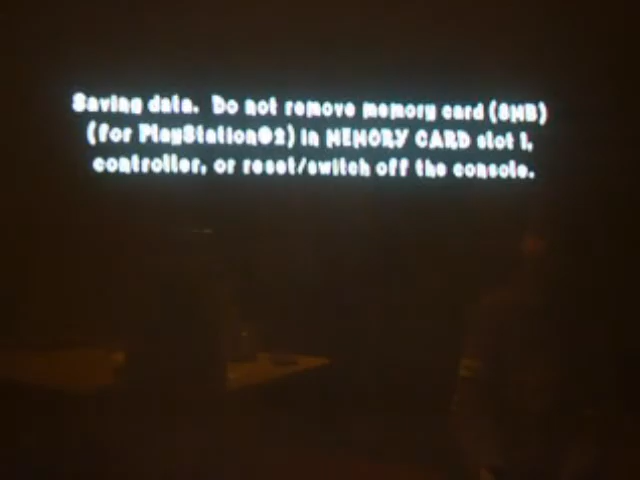 Saving data. Do not remove memory card (8MB)
(for PlayStation®2) in MEMORY CARD slot 1,
controller, or reset/switch off the console.